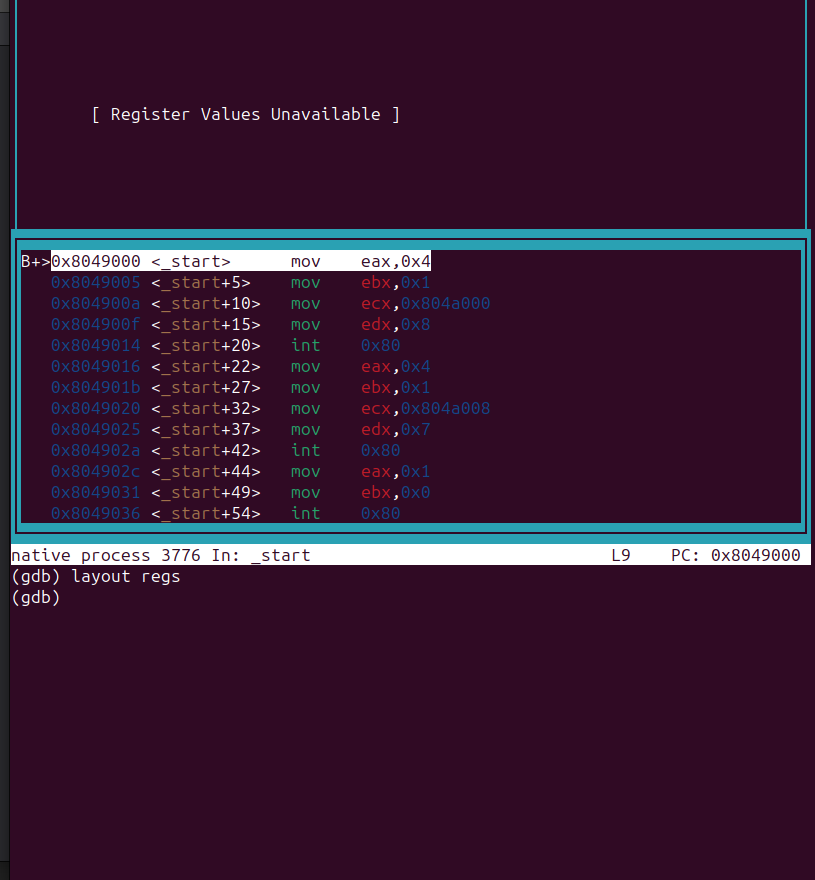 [ Register Values Unavailable ]
B+>0x8049000 <_start>      mov    eax,0x4
0x8049005 <_start+5>    mov    ebx,0x1
0x804900a <_start+10>   mov    ecx,0x804a000
0x804900f <_start+15>   mov    edx,0x8
0x8049014 <_start+20>   int    0x80
0x8049016 <_start+22>   mov    eax,0x4
0x804901b <_start+27>   mov    ebx,0x1
0x8049020 <_start+32>   mov    ecx,0x804a008
0x8049025 <_start+37>   mov    edx,0x7
0x804902a <_start+42>   int    0x80
0x804902c <_start+44>   mov    eax,0x1
0x8049031 <_start+49>   mov    ebx,0x0
0x8049036 <_start+54>   int    0x80
native process 3776 In: _start                              L9    PC: 0x8049000
(gdb) layout regs
(gdb)